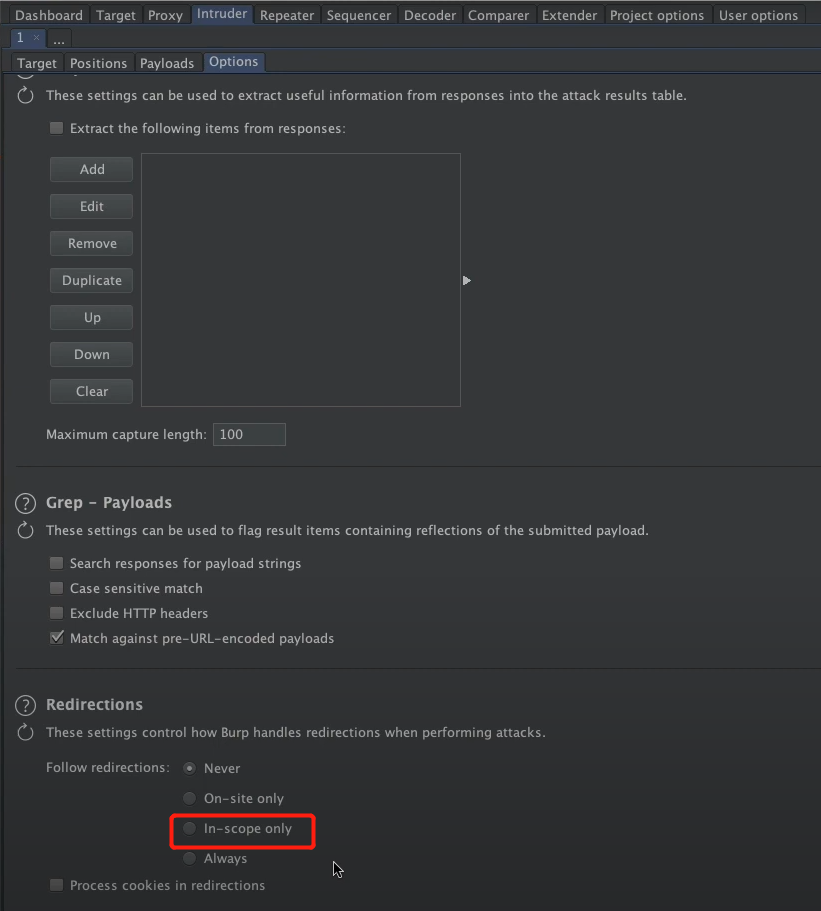 Dashboard Target Proxy Intruder Repeater Sequencer Decoder Comparer Extender Project options User options
1 × ...
Target Positions Payloads Options
These settings can be used to extract useful information from responses into the attack results table.
Extract the following items from responses:
Add
Edit
Remove
Duplicate
Up
Down
Clear
Maximum capture length: 100
? Grep - Payloads
These settings can be used to flag result items containing reflections of the submitted payload.
Search responses for payload strings
Case sensitive match
Exclude HTTP headers
Match against pre-URL-encoded payloads
? Redirections
These settings control how Burp handles redirections when performing attacks.
Follow redirections: Never
On-site only
In-scope only
Always
Process cookies in redirections